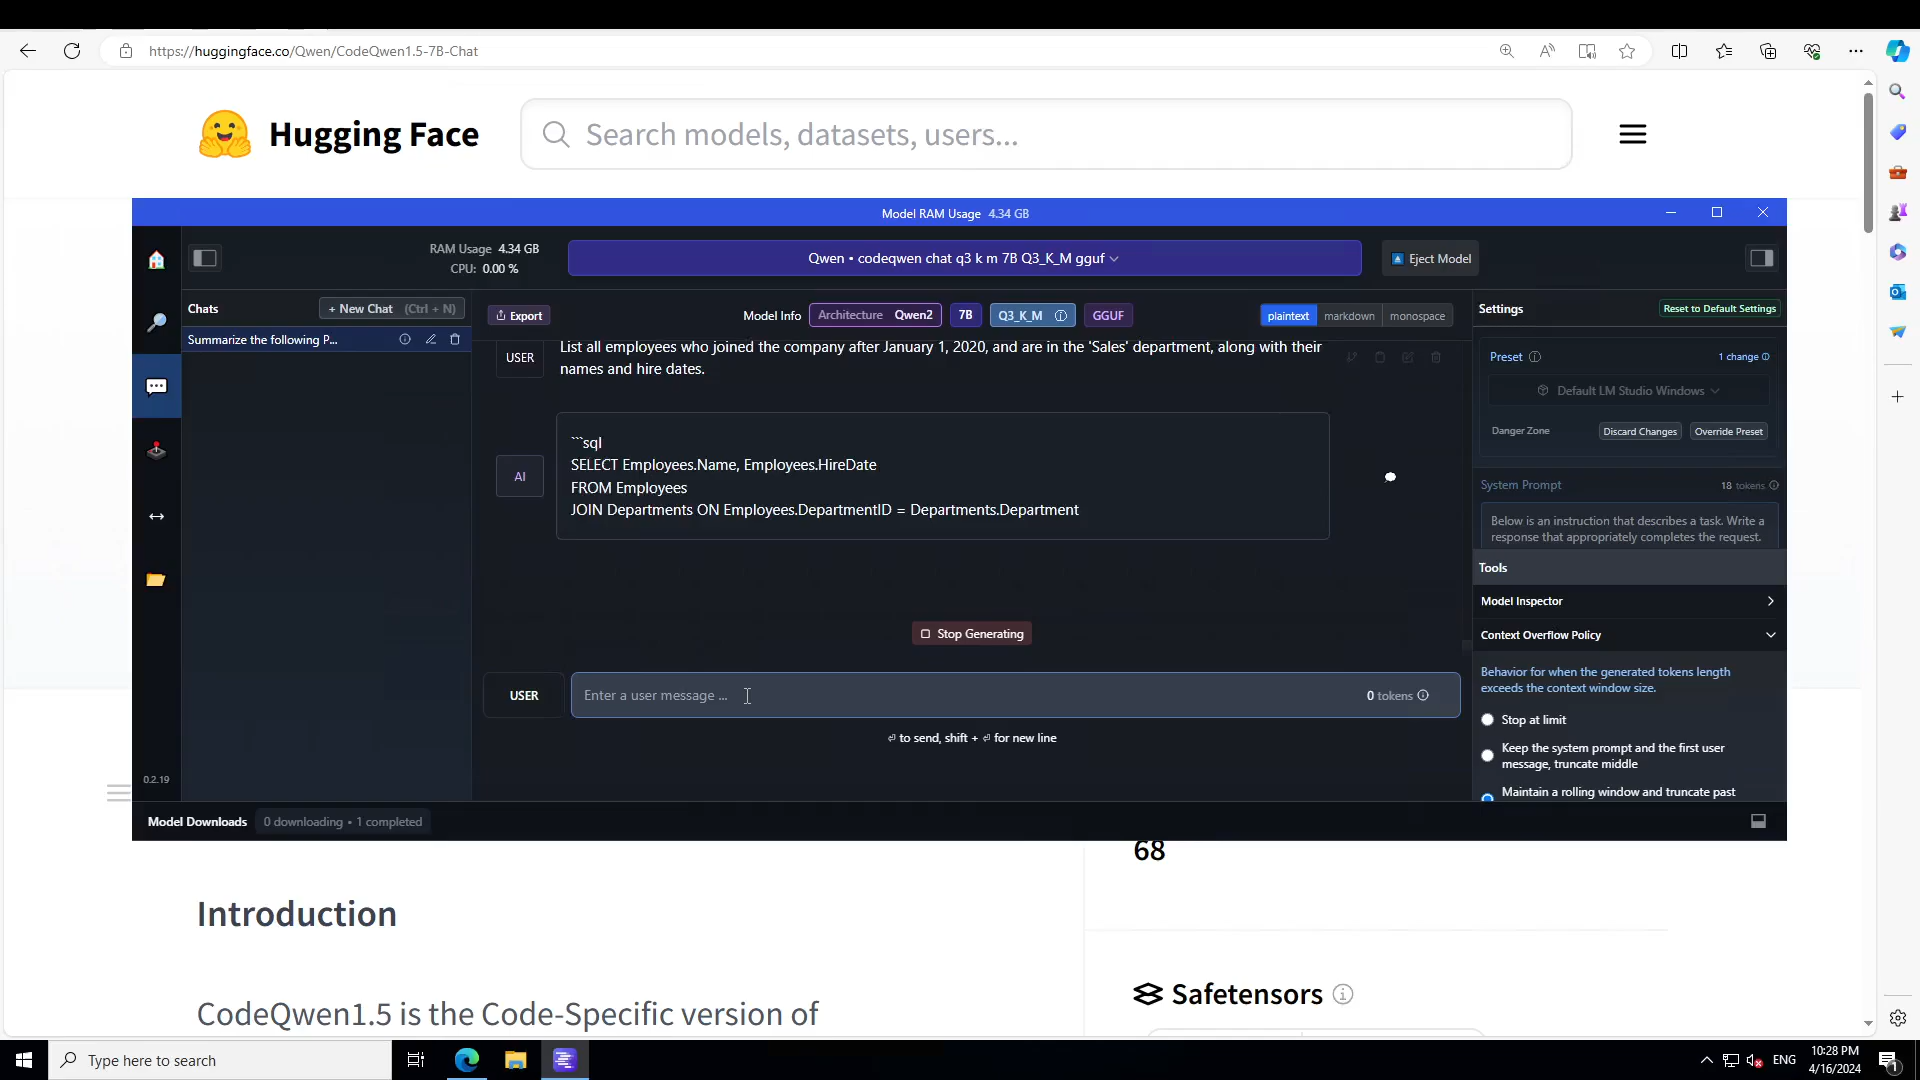 https://huggingface.co/Qwen/CodeQwen1.5-7B-Chat
Hugging Face
Search models, datasets, users...
Model RAM Usage 4.34 GB
RAM Usage 4.34 GB
CPU: 0.00 %
Qwen • codeqwen chat q3 k m 7B Q3_K_M gguf
Eject Model
Chats
+ New Chat (Ctrl + N)
Summarize the following P...
Export
Model Info
Architecture Qwen2
7B
Q3_K_M
GGUF
plaintext
markdown
monospace
USER
List all employees who joined the company after January 1, 2020, and are in the 'Sales' department, along with their
names and hire dates.
AI
```sql
SELECT Employees.Name, Employees.HireDate
FROM Employees
JOIN Departments ON Employees.DepartmentID = Departments.Department
Stop Generating
USER
Enter a user message ...
0 tokens
⏎ to send, shift + ⏎ for new line
Settings
Reset to Default Settings
Preset
1 change
Default LM Studio Windows
Danger Zone
Discard Changes
Override Preset
System Prompt
18 tokens
Below is an instruction that describes a task. Write a
response that appropriately completes the request.
Tools
Model Inspector
Context Overflow Policy
Behavior for when the generated tokens length
exceeds the context window size.
Stop at limit
Keep the system prompt and the first user
message, truncate middle
Maintain a rolling window and truncate past
0.2.19
Model Downloads
0 downloading • 1 completed
68
Introduction
CodeQwen1.5 is the Code-Specific version of
Safetensors
Type here to search
ENG
10:28 PM
4/16/2024
1